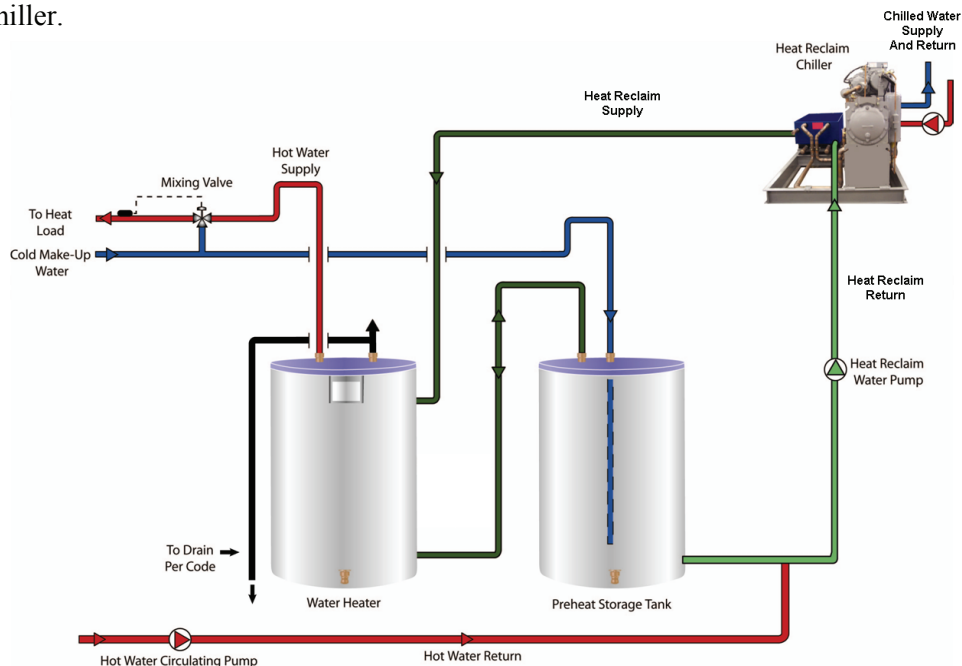 Chilled Water
Supply
And Return
Heat Reclaim
Chiller
Heat Reclaim
Supply
Hot Water
Supply
Mixing Valve
To Heat
Load
Cold Make-Up
Water
Heat Reclaim
Return
Heat Reclaim
Water Pump
To Drain
Per Code
Water Heater
Preheat Storage Tank
Hot Water Circulating Pump
Hot Water Return